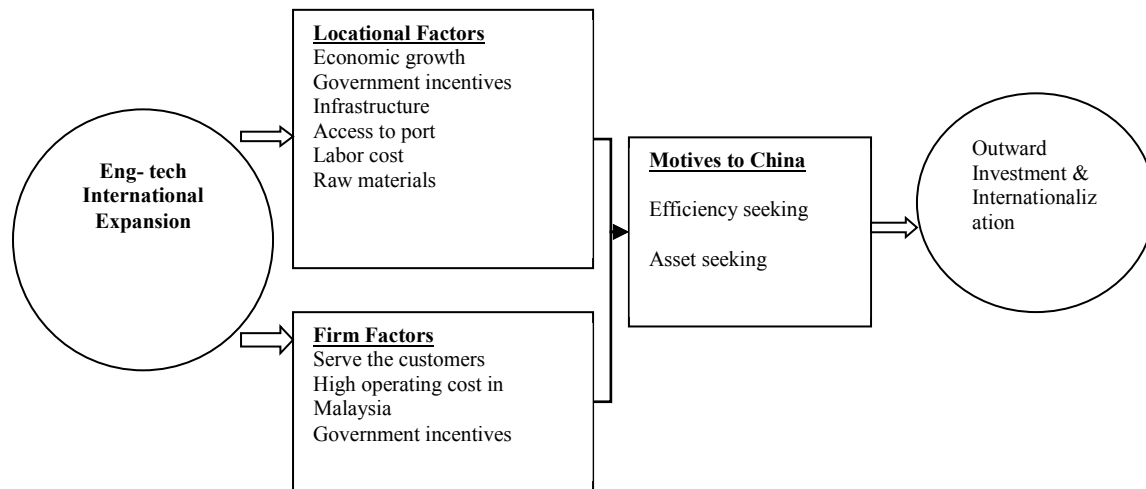 Eng- tech
International
Expansion
Locational Factors
Economic growth
Government incentives
Infrastructure
Access to port
Labor cost
Raw materials
Firm Factors
Serve the customers
High operating cost in
Malaysia
Government incentives
Motives to China
Efficiency seeking
Asset seeking
Outward
Investment &
Internationaliz
ation